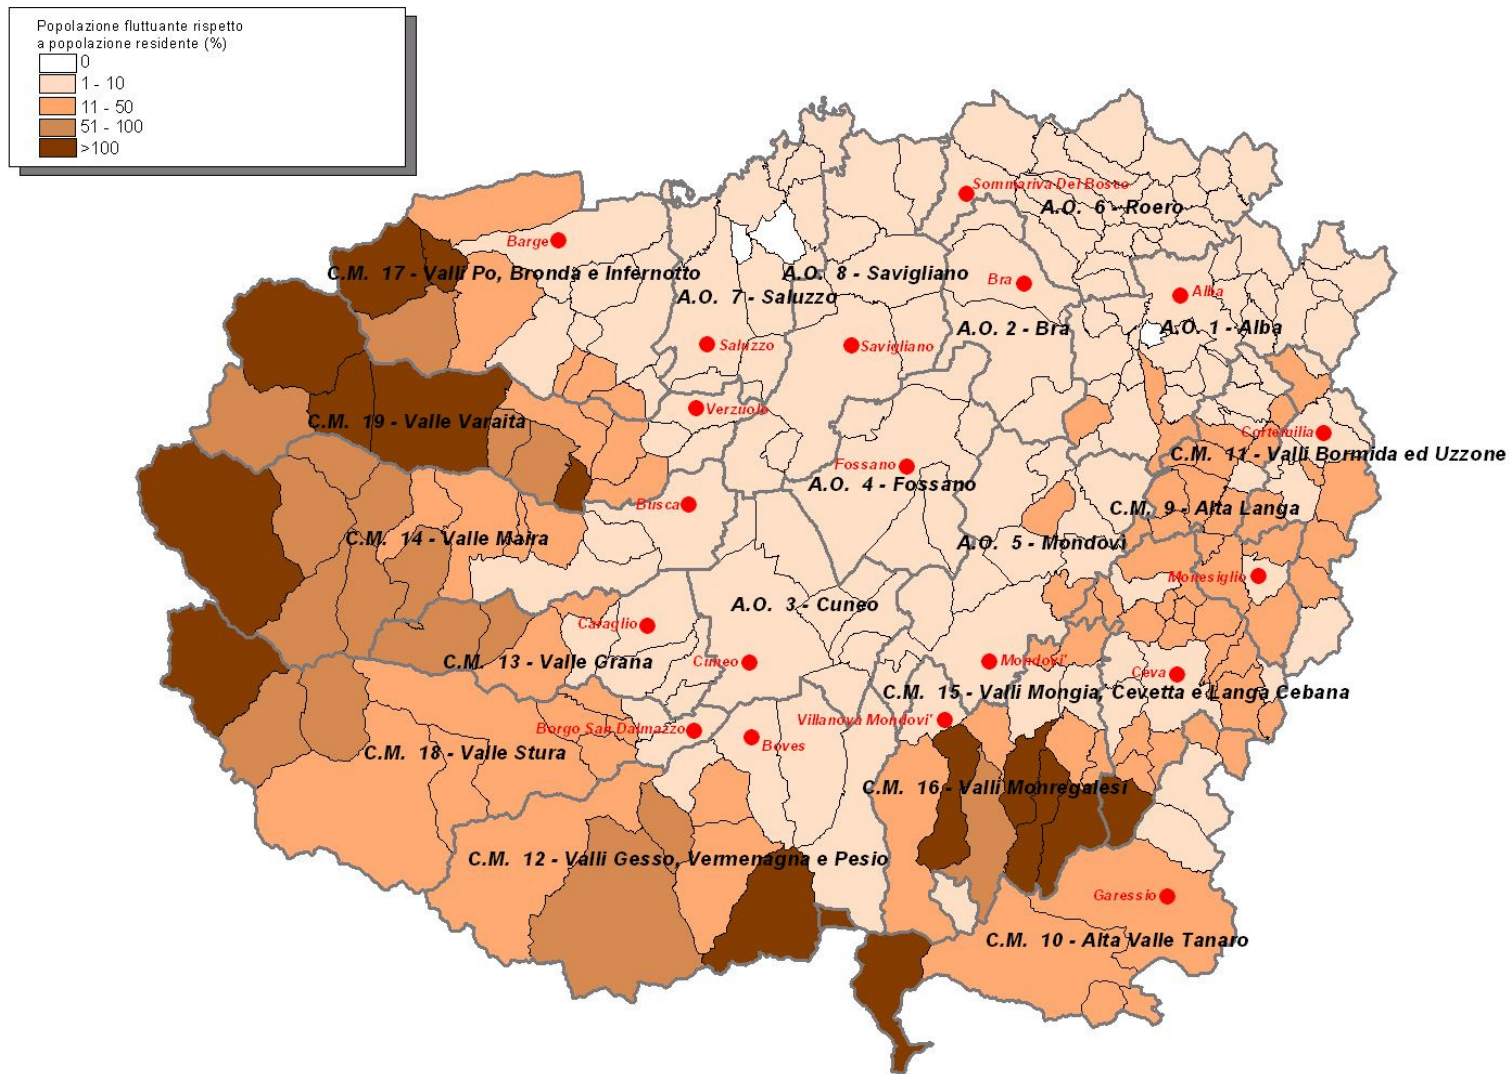 Popolazione fluttuante rispetto
a popolazione residente (%)
0
1 - 10
11 - 50
51 - 100
>100
Sommariva Del Bosco
A.O. 6 - Roero
Barge
C.M. 17 - Valli Po, Bronda e Infernotto
A.O. 8 - Savigliano
Bra
Alba
A.O. 7 - Saluzzo
A.O. 2 - Bra
A.O. 1 - Alba
Saluzzo
Savigliano
Verzuolo
C.M. 19 - Valle Varaita
Cortemilia
C.M. 11 - Valli Bormida ed Uzzone
Fossano
A.O. 4 - Fossano
Busca
C.M. 9 - Alta Langa
C.M. 14 - Valle Maira
A.O. 5 - Mondovì
Monesiglio
A.O. 3 - Cuneo
Caraglio
C.M. 13 - Valle Grana
Cuneo
Mondovi'
Ceva
C.M. 15 - Valli Mongia, Cevetta e Langa Cebana
Villanova Mondovi'
Borgo San Dalmazzo
Boves
C.M. 18 - Valle Stura
C.M. 16 - Valli Monregalesi
C.M. 12 - Valli Gesso, Vermenagna e Pesio
Garessio
C.M. 10 - Alta Valle Tanaro